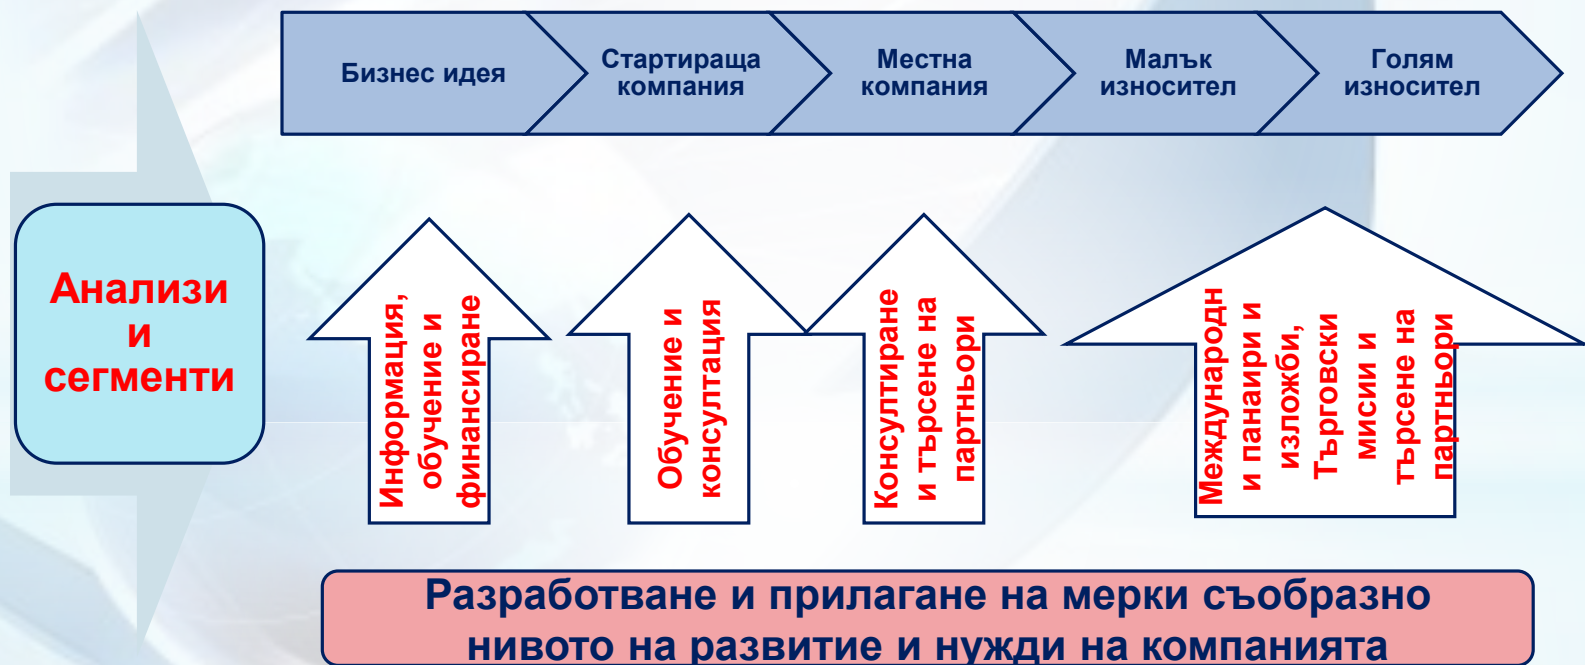 Бизнес идея
Стартираща
компания
Местна
компания
Малък
износител
Голям
износител
Анализи
и
сегменти
Информация,
обучение и
финансиране
Обучение и
консултация
Консултиране
и търсене на
партньори
Международн
и панаири и
изложби,
Търговски
мисии и
търсене на
партньори
Разработване и прилагане на мерки съобразно
нивото на развитие и нужди на компанията